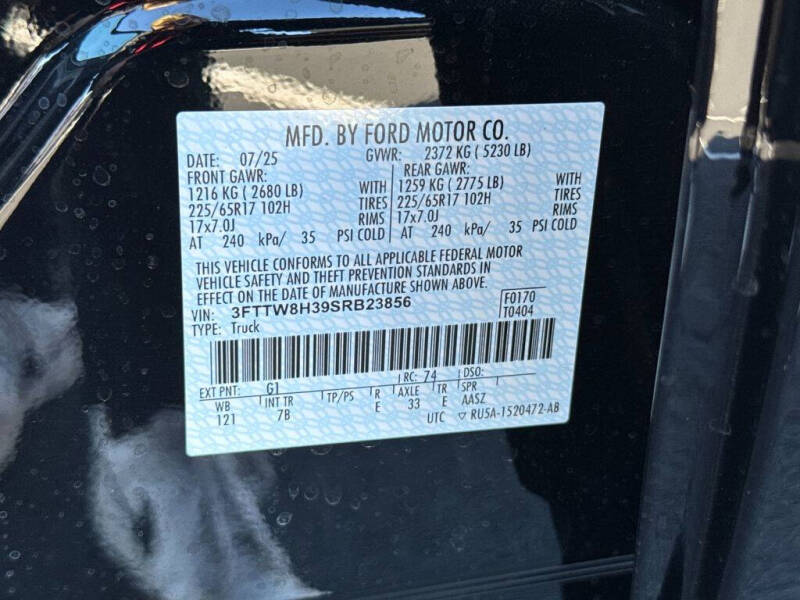 MFD. BY FORD MOTOR CO.
DATE: 07/25 GVWR: 2372 KG ( 5230 LB)
FRONT GAWR: REAR GAWR:
1216 KG ( 2680 LB) WITH 1259 KG ( 2775 LB) WITH
225/65R17 102H TIRES 225/65R17 102H TIRES
17x7.0J RIMS 17x7.0J RIMS
AT 240 kPa/ 35 PSI COLD AT 240 kPa/ 35 PSI COLD
THIS VEHICLE CONFORMS TO ALL APPLICABLE FEDERAL MOTOR
VEHICLE SAFETY AND THEFT PREVENTION STANDARDS IN
EFFECT ON THE DATE OF MANUFACTURE SHOWN ABOVE.
VIN: 3FTTW8H39SRB23856 F0170
TYPE: Truck T0404
EXT PNT: G1 RC: 74 DSO:
WB INT TR TP/PS R AXLE TR SPR
121 7B E 33 E AASZ
UTC ▽ RU5A-1520472-AB